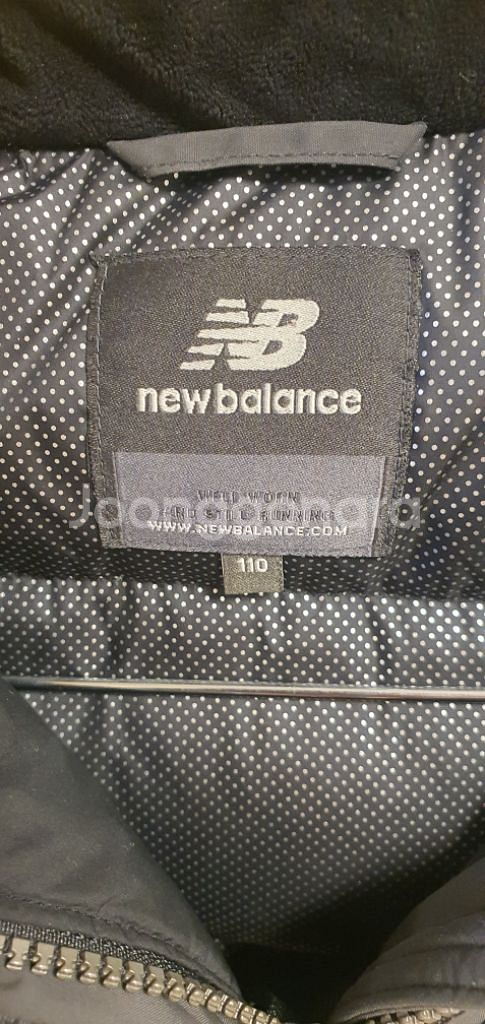 NB
newbalance
WELL WORN
AND STILL RUNNING
WWW.NEWBALANCE.COM
110